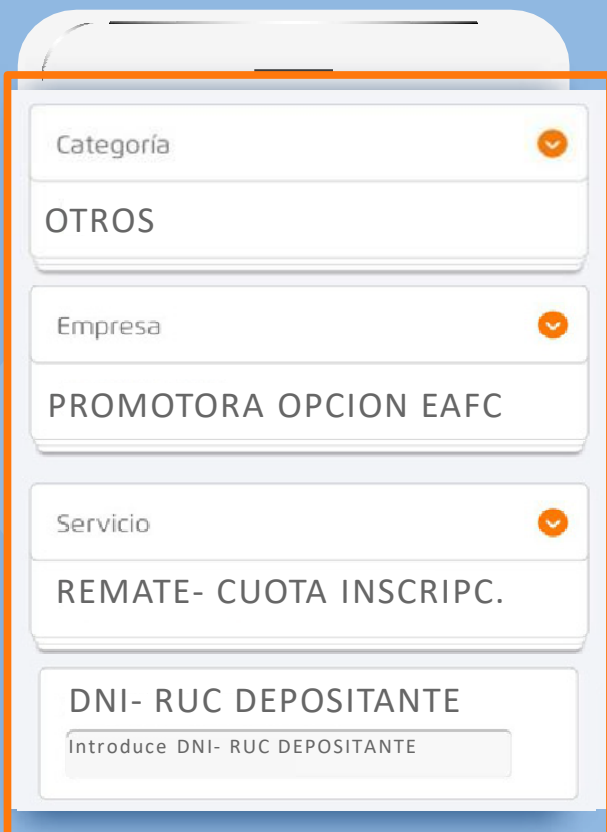 Categoría
OTROS
Empresa
PROMOTORA OPCION EAFC
Servicio
REMATE- CUOTA INSCRIPC.
DNI- RUC DEPOSITANTE
Introduce DNI- RUC DEPOSITANTE